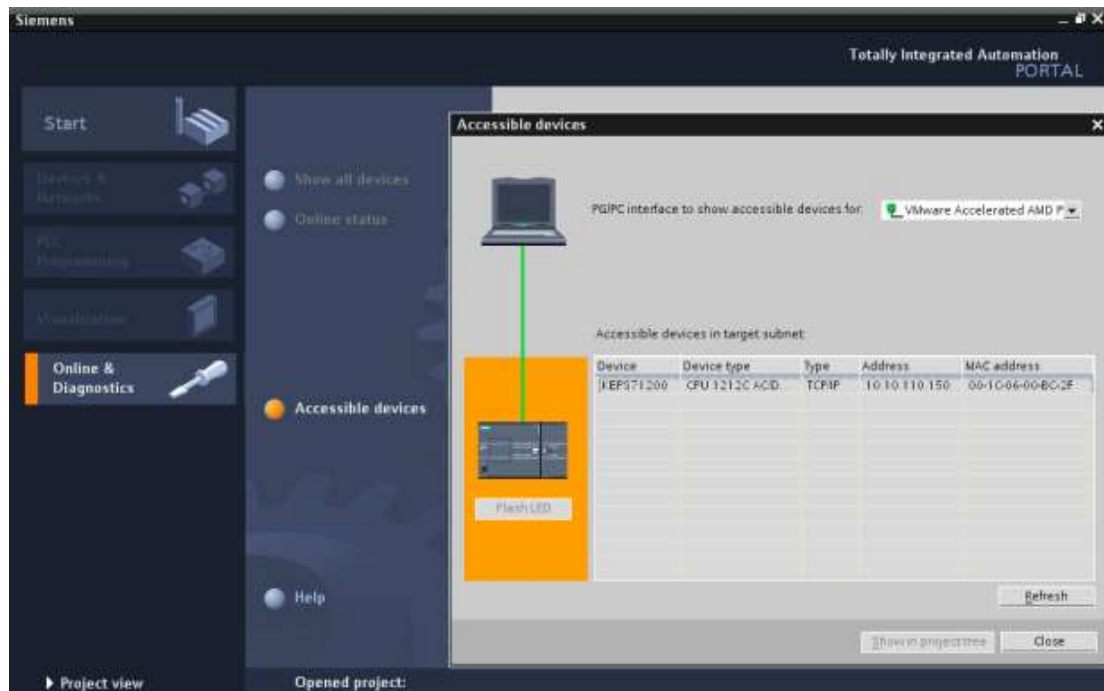 Siemens
Totally Integrated Automation
PORTAL
Start
Devices &
Networks
PLC
Programming
Visualization
Online &
Diagnostics
Show all devices
Online status
Accessible devices
Help
Accessible devices
PG/PC interface to show accessible devices for:
VMware Accelerated AMD P
Accessible devices in target subnet:
Device Device type Type Address MAC address
KEPS71200 CPU 1212C AC/D... TCP/IP 10.10.110.150 00-1C-06-00-BC-2F
Flash LED
Refresh
Show in project tree
Close
Project view
Opened project: